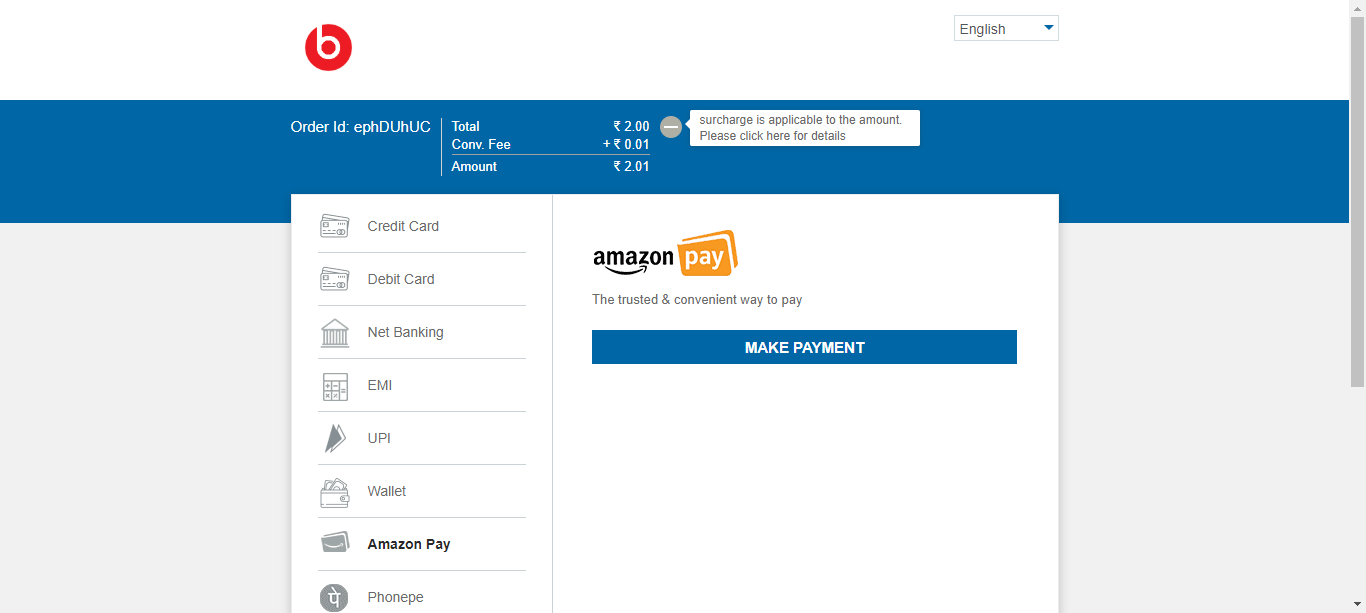 b
English
Order Id: ephDUhUC
Total ₹ 2.00
Conv. Fee + ₹ 0.01
Amount ₹ 2.01
surcharge is applicable to the amount.
Please click here for details
Credit Card
Debit Card
Net Banking
EMI
UPI
Wallet
Amazon Pay
पे
Phonepe
amazon pay
The trusted & convenient way to pay
MAKE PAYMENT